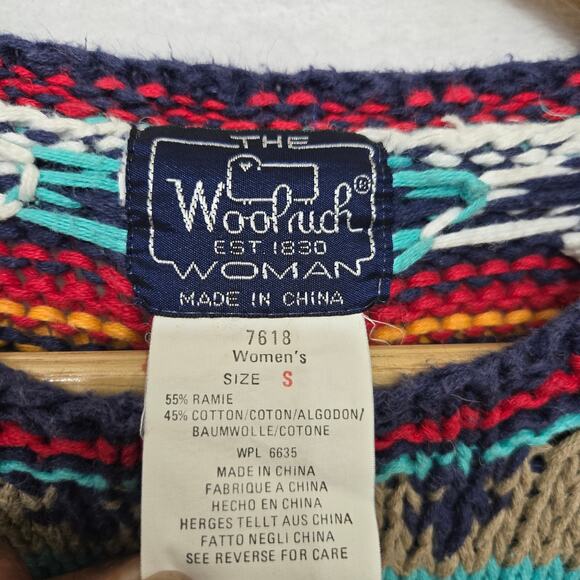 THE
Woolrich®
EST. 1830
WOMAN
MADE IN CHINA
7618
Women's
SIZE S
55% RAMIE
45% COTTON/COTON/ALGODON/
BAUMWOLLE/COTONE
WPL 6635
MADE IN CHINA
FABRIQUE A CHINA
HECHO EN CHINA
HERGES TELLT AUS CHINA
FATTO NEGLI CHINA
SEE REVERSE FOR CARE